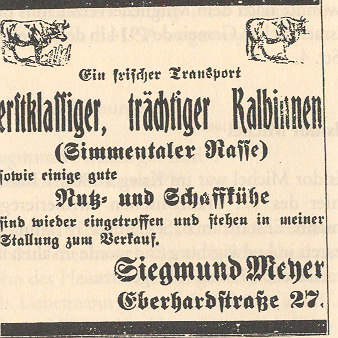 Ein frischer Transport
erstklassiger, trächtiger Kalbinnen
(Simmentaler Rasse)
sowie einige gute
Nutz- und Schaffkühe
sind wieder eingetroffen und stehen in meiner
Stallung zum Verkauf.
Siegmund Meyer
Eberhardstraße 27.